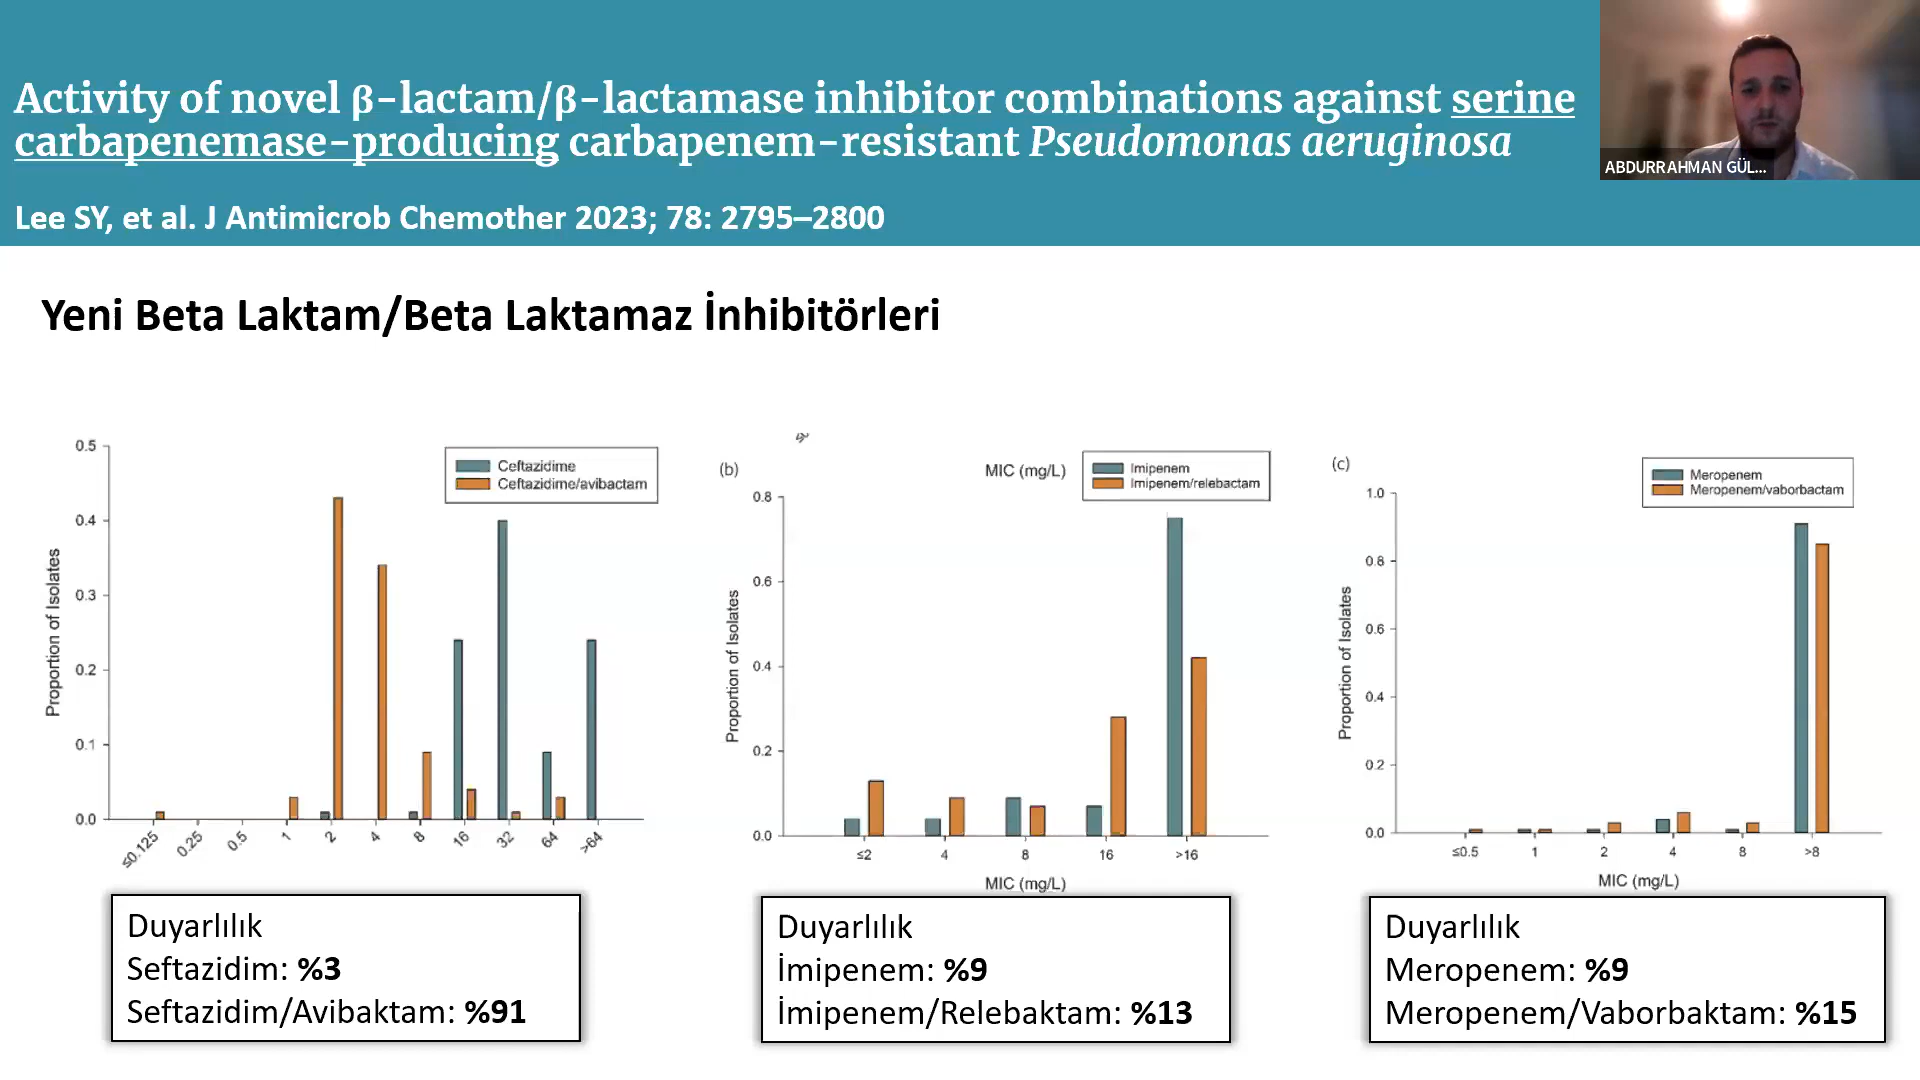 Activity of novel β-lactam/β-lactamase inhibitor combinations against serine
carbapenemase-producing carbapenem-resistant Pseudomonas aeruginosa
Lee SY, et al. J Antimicrob Chemother 2023; 78: 2795–2800
ABDURRAHMAN GÜL...
Yeni Beta Laktam/Beta Laktamaz İnhibitörleri
Ceftazidime
Ceftazidime/avibactam
Proportion of Isolates
0.5
0.4
0.3
0.2
0.1
0.0
≤0.125 0.25 0.5 1 2 4 8 16 32 64 >64
(b)
MIC (mg/L)
Imipenem
Imipenem/relebactam
Proportion of Isolates
0.8
0.6
0.4
0.2
0.0
≤2 4 8 16 >16
MIC (mg/L)
(c)
Meropenem
Meropenem/vaborbactam
Proportion of Isolates
1.0
0.8
0.6
0.4
0.2
0.0
≤0.5 1 2 4 8 >8
MIC (mg/L)
Duyarlılık
Seftazidim: %3
Seftazidim/Avibaktam: %91
Duyarlılık
İmipenem: %9
İmipenem/Relebaktam: %13
Duyarlılık
Meropenem: %9
Meropenem/Vaborbaktam: %15